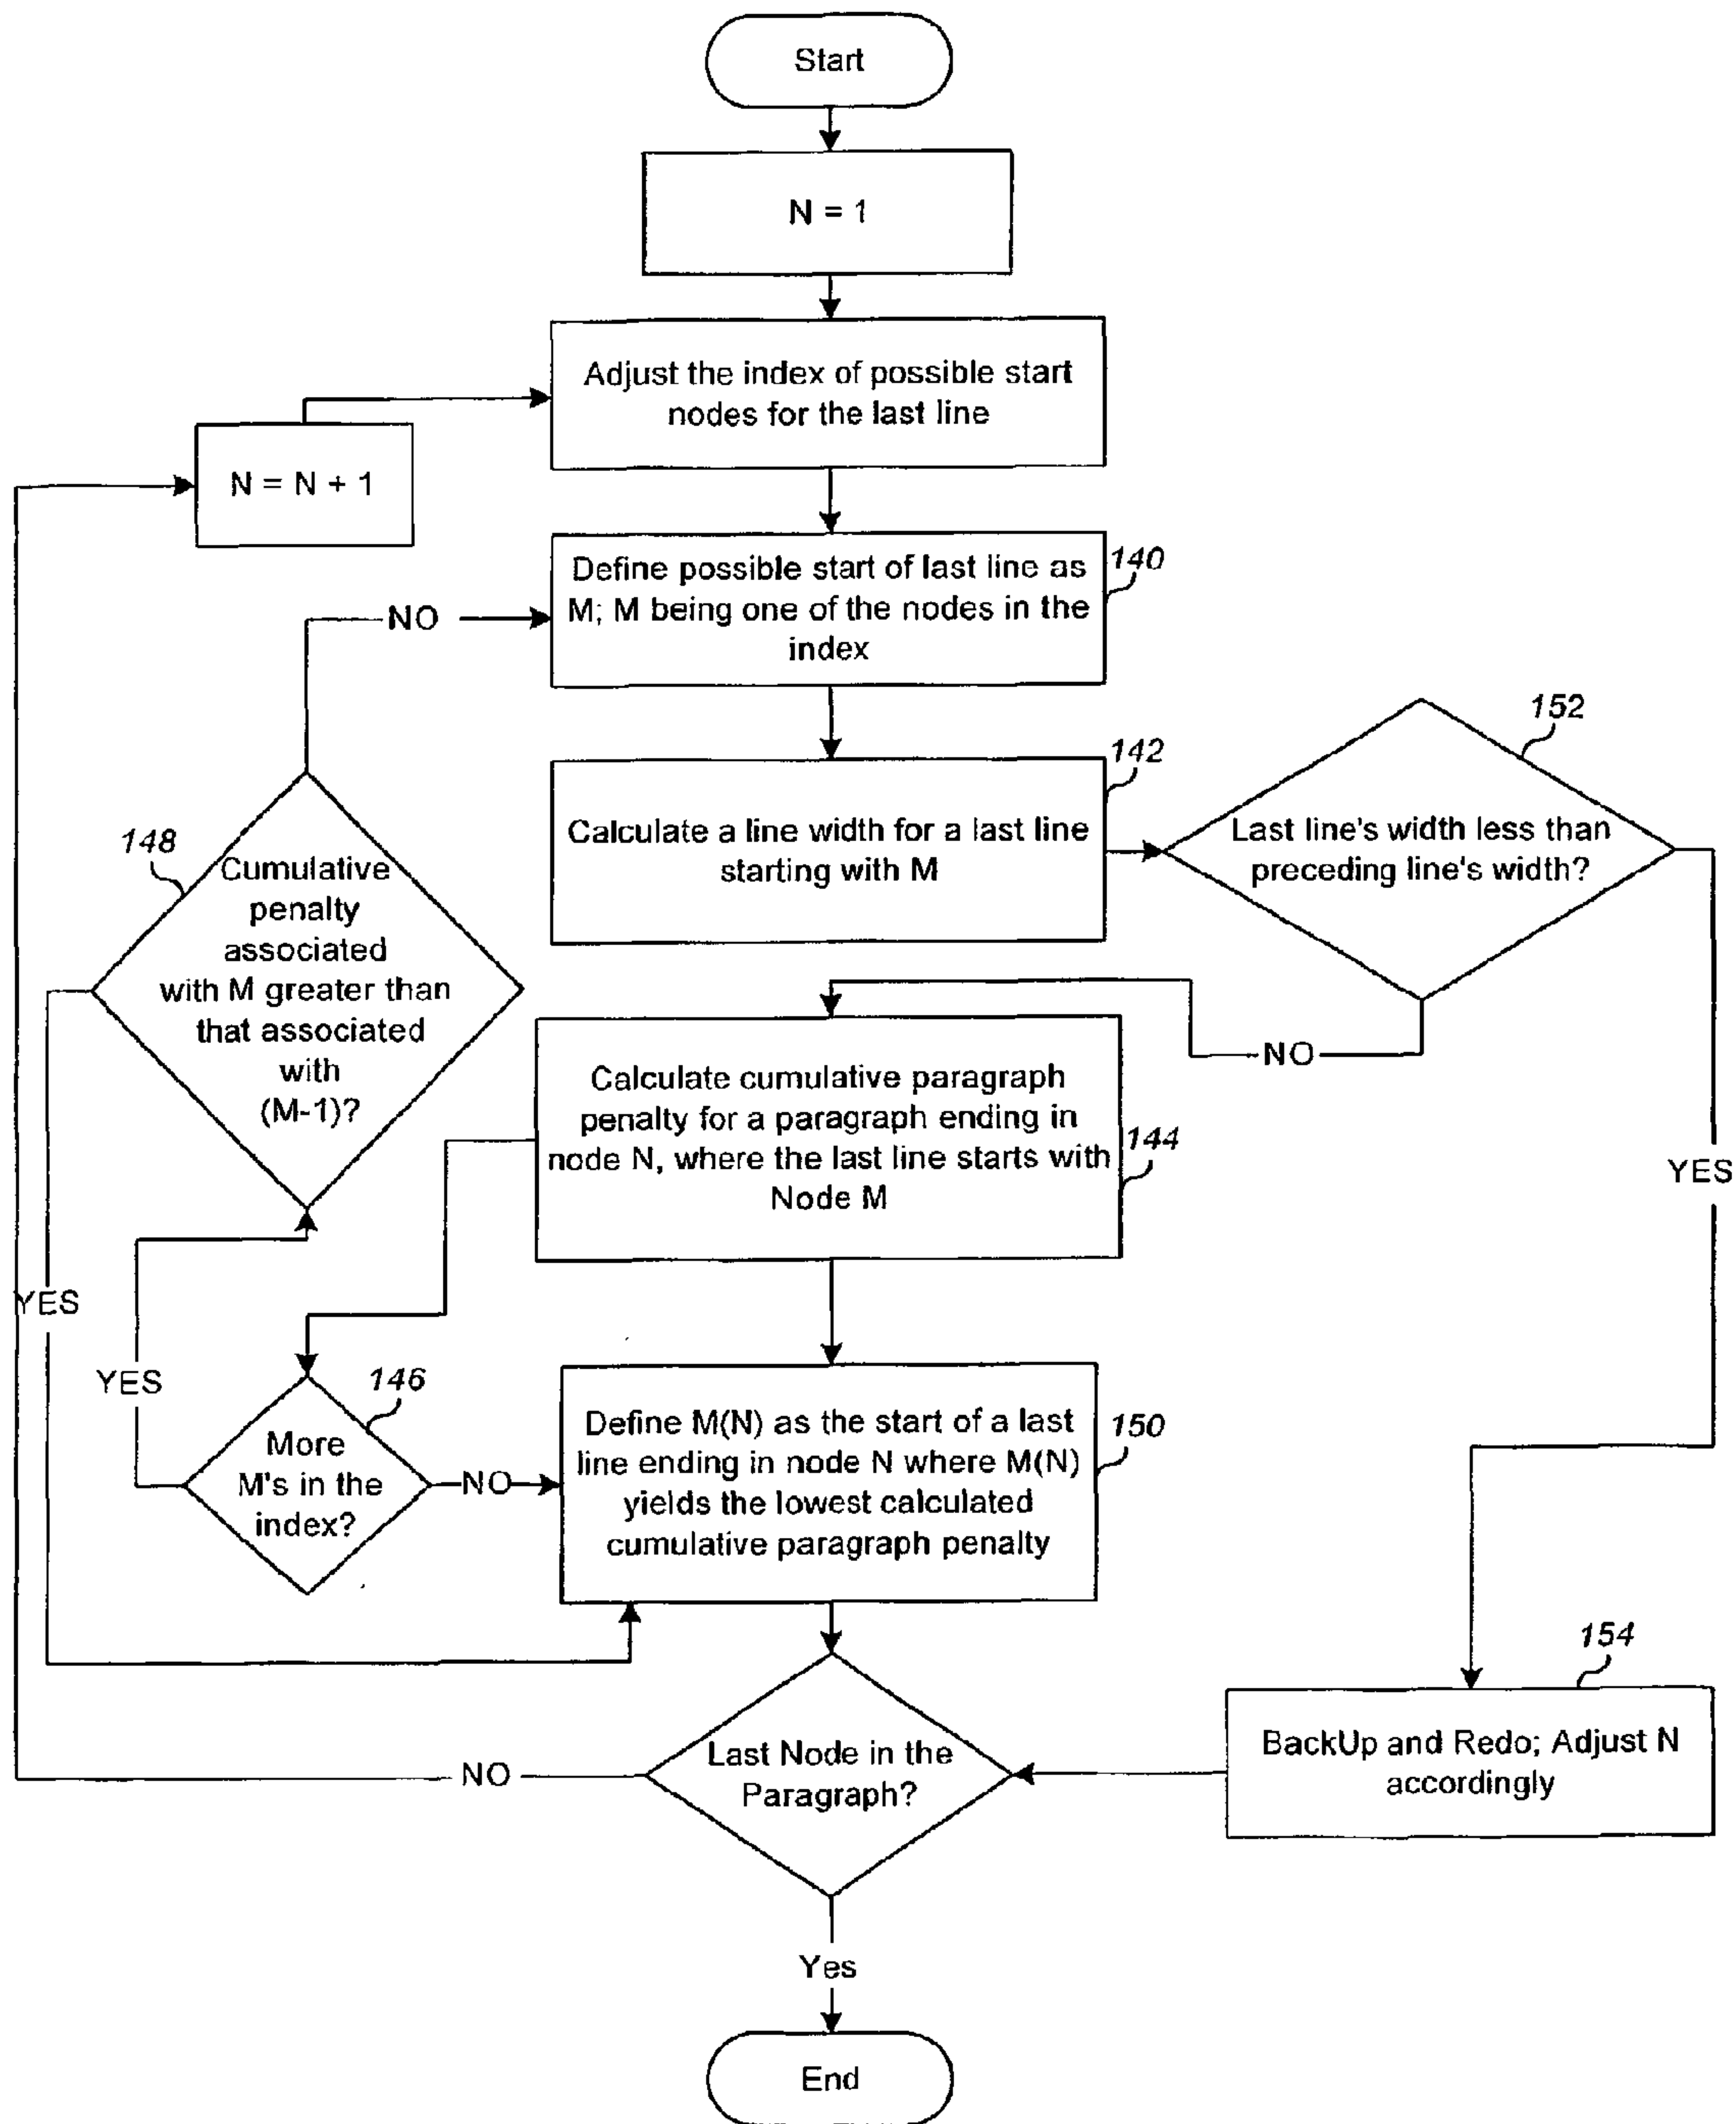 Start
N = 1
Adjust the index of possible start
nodes for the last line
N = N + 1
Define possible start of last line as
M; M being one of the nodes in the
index
140
NO
Calculate a line width for a last line
starting with M
142
Last line's width less than
preceding line's width?
152
148
Cumulative
penalty
associated
with M greater than
that associated
with
(M-1)?
NO
Calculate cumulative paragraph
penalty for a paragraph ending in
node N, where the last line starts with
Node M
144
YES
YES
YES
146
More
M's in the
index?
NO
Define M(N) as the start of a last
line ending in node N where M(N)
yields the lowest calculated
cumulative paragraph penalty
150
154
BackUp and Redo; Adjust N
accordingly
Last Node in the
Paragraph?
NO
Yes
End